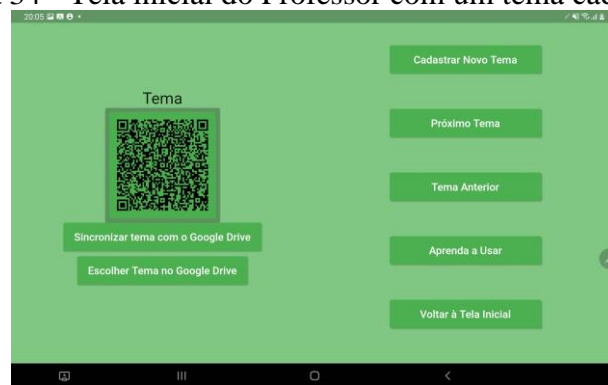 34 - Tela inicial do Professor com um tema
20:05
Tema
Sincronizar tema com o Google Drive
Escolher Tema no Google Drive
Cadastrar Novo Tema
Próximo Tema
Tema Anterior
Aprenda a Usar
Voltar à Tela Inicial